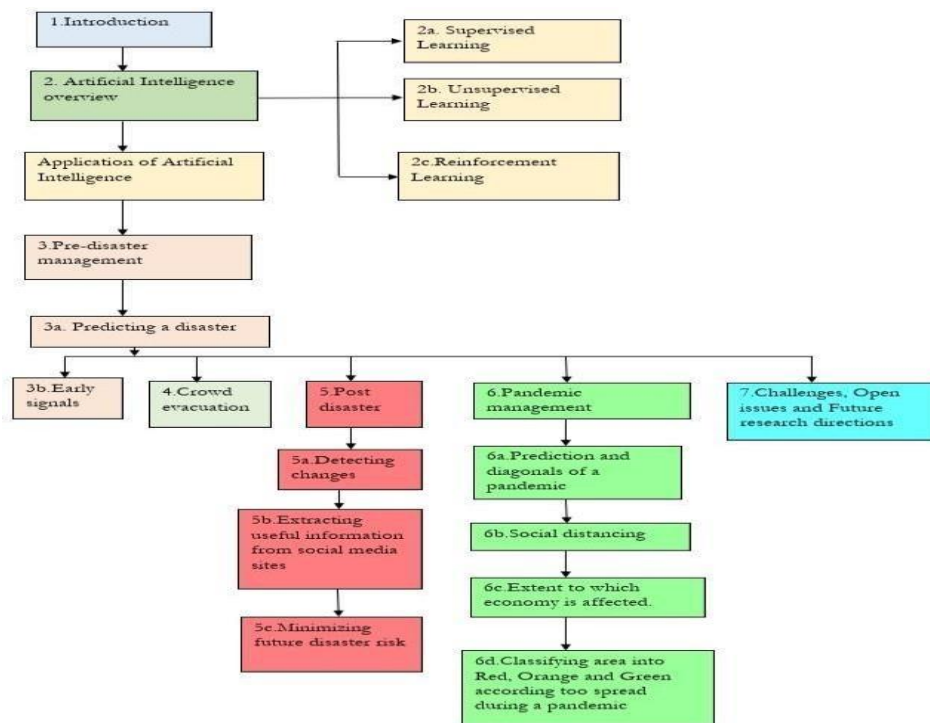 1.Introduction
2. Artificial Intelligence
overview
2a. Supervised
Learning
2b. Unsupervised
Learning
2c.Reinforcement
Learning
Application of Artificial
Intelligence
3.Pre-disaster
management
3a. Predicting a disaster
3b.Early
signals
4.Crowd
evacuation
5.Post
disaster
5a.Detecting
changes
5b.Extracting
useful information
from social media
sites
5c.Minimizing
future disaster risk
6.Pandemic
management
6a.Prediction and
diagonals of a
pandemic
6b.Social distancing
6c.Extent to which
economy is affected.
6d.Classifying area into
Red, Orange and Green
according too spread
during a pandemic
7.Challenges, Open
issues and Future
research directions